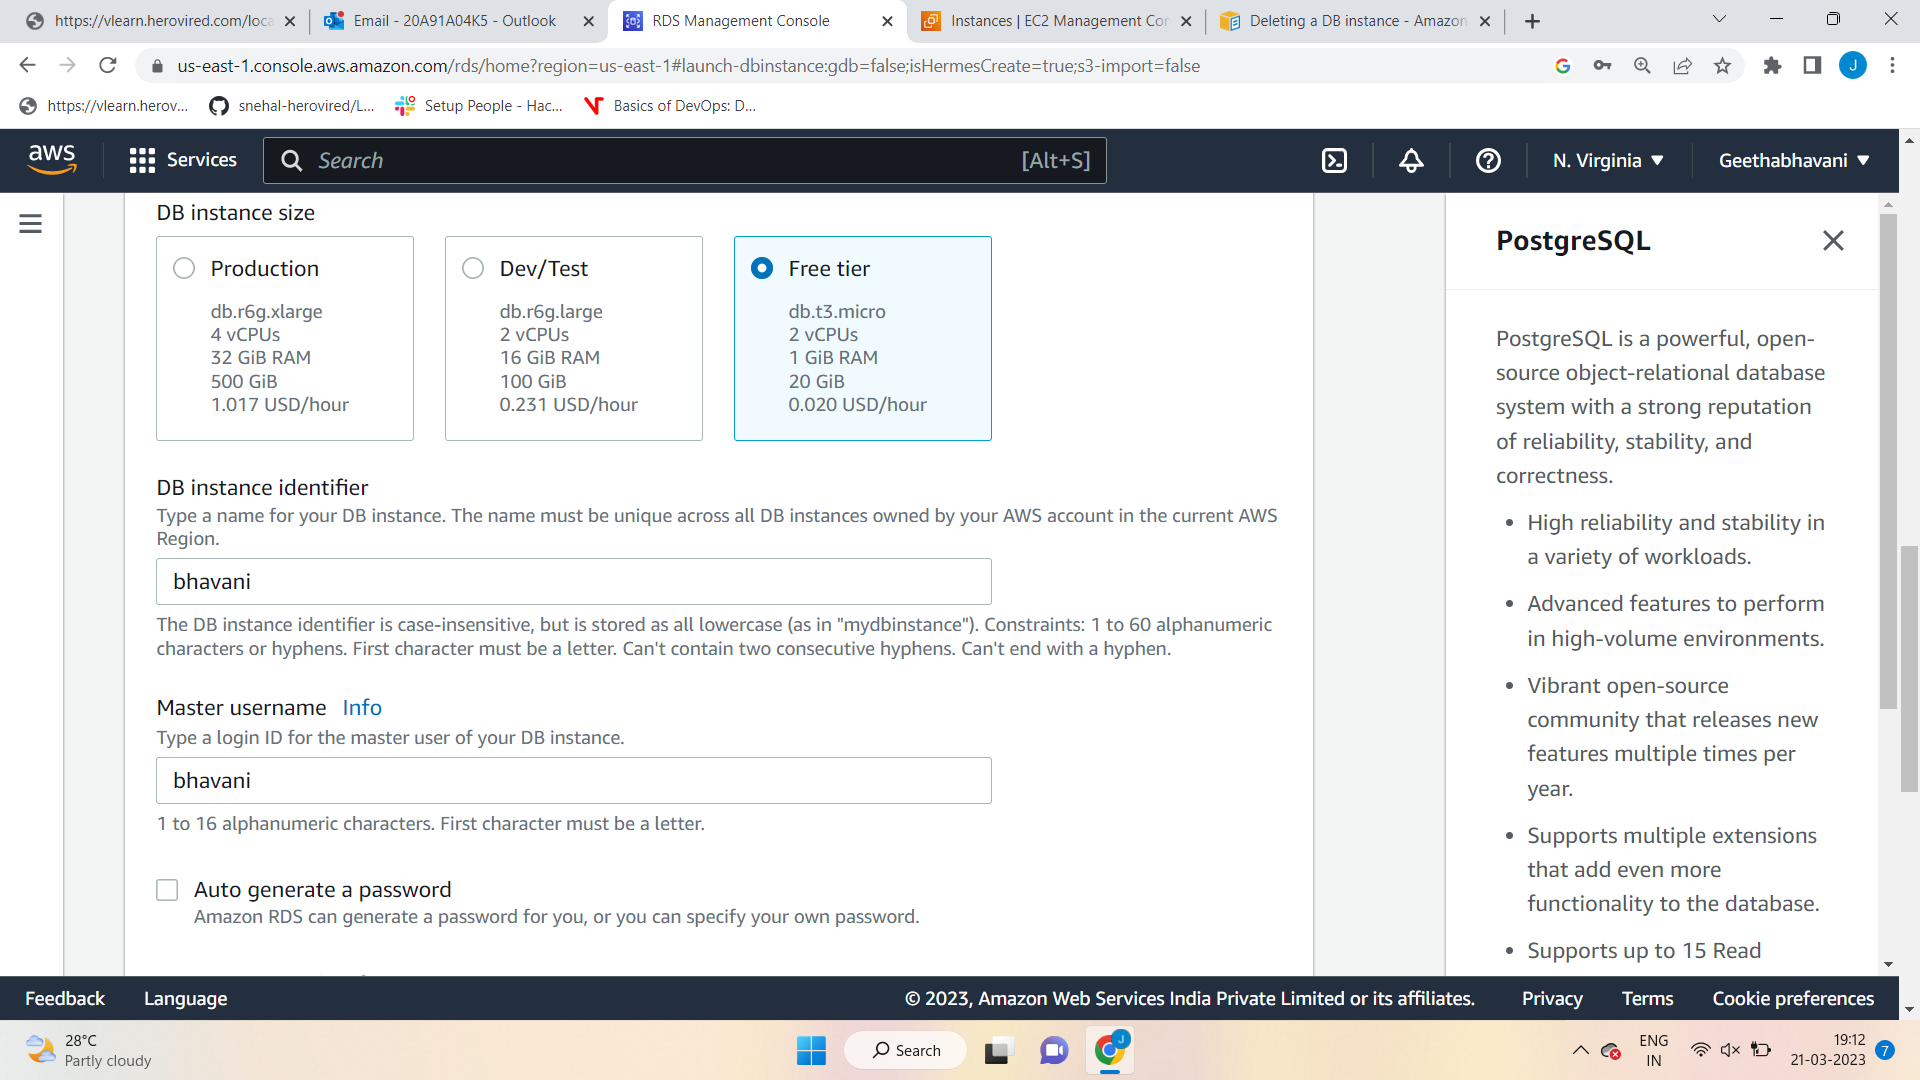 https://vlearn.herovired.com/loca
Email - 20A91A04K5 - Outlook
RDS Management Console
Instances | EC2 Management Con
Deleting a DB instance - Amazon
us-east-1.console.aws.amazon.com/rds/home?region=us-east-1#launch-dbinstance:gdb=false;isHermesCreate=true;s3-import=false
J
https://vlearn.herov...
snehal-herovired/L...
Setup People - Hac...
Basics of DevOps: D...
aws
Services
Search
[Alt+S]
N. Virginia
Geethabhavani
DB instance size
Production
db.r6g.xlarge
4 vCPUs
32 GiB RAM
500 GiB
1.017 USD/hour
Dev/Test
db.r6g.large
2 vCPUs
16 GiB RAM
100 GiB
0.231 USD/hour
Free tier
db.t3.micro
2 vCPUs
1 GiB RAM
20 GiB
0.020 USD/hour
DB instance identifier
Type a name for your DB instance. The name must be unique across all DB instances owned by your AWS account in the current AWS
Region.
bhavani
The DB instance identifier is case-insensitive, but is stored as all lowercase (as in "mydbinstance"). Constraints: 1 to 60 alphanumeric
characters or hyphens. First character must be a letter. Can't contain two consecutive hyphens. Can't end with a hyphen.
Master username Info
Type a login ID for the master user of your DB instance.
bhavani
1 to 16 alphanumeric characters. First character must be a letter.
Auto generate a password
Amazon RDS can generate a password for you, or you can specify your own password.
PostgreSQL
PostgreSQL is a powerful, open-
source object-relational database
system with a strong reputation
of reliability, stability, and
correctness.
• High reliability and stability in
a variety of workloads.
• Advanced features to perform
in high-volume environments.
• Vibrant open-source
community that releases new
features multiple times per
year.
• Supports multiple extensions
that add even more
functionality to the database.
• Supports up to 15 Read
Feedback
Language
© 2023, Amazon Web Services India Private Limited or its affiliates.
Privacy
Terms
Cookie preferences
28°C
Partly cloudy
Search
J
ENG
IN
19:12
21-03-2023
7